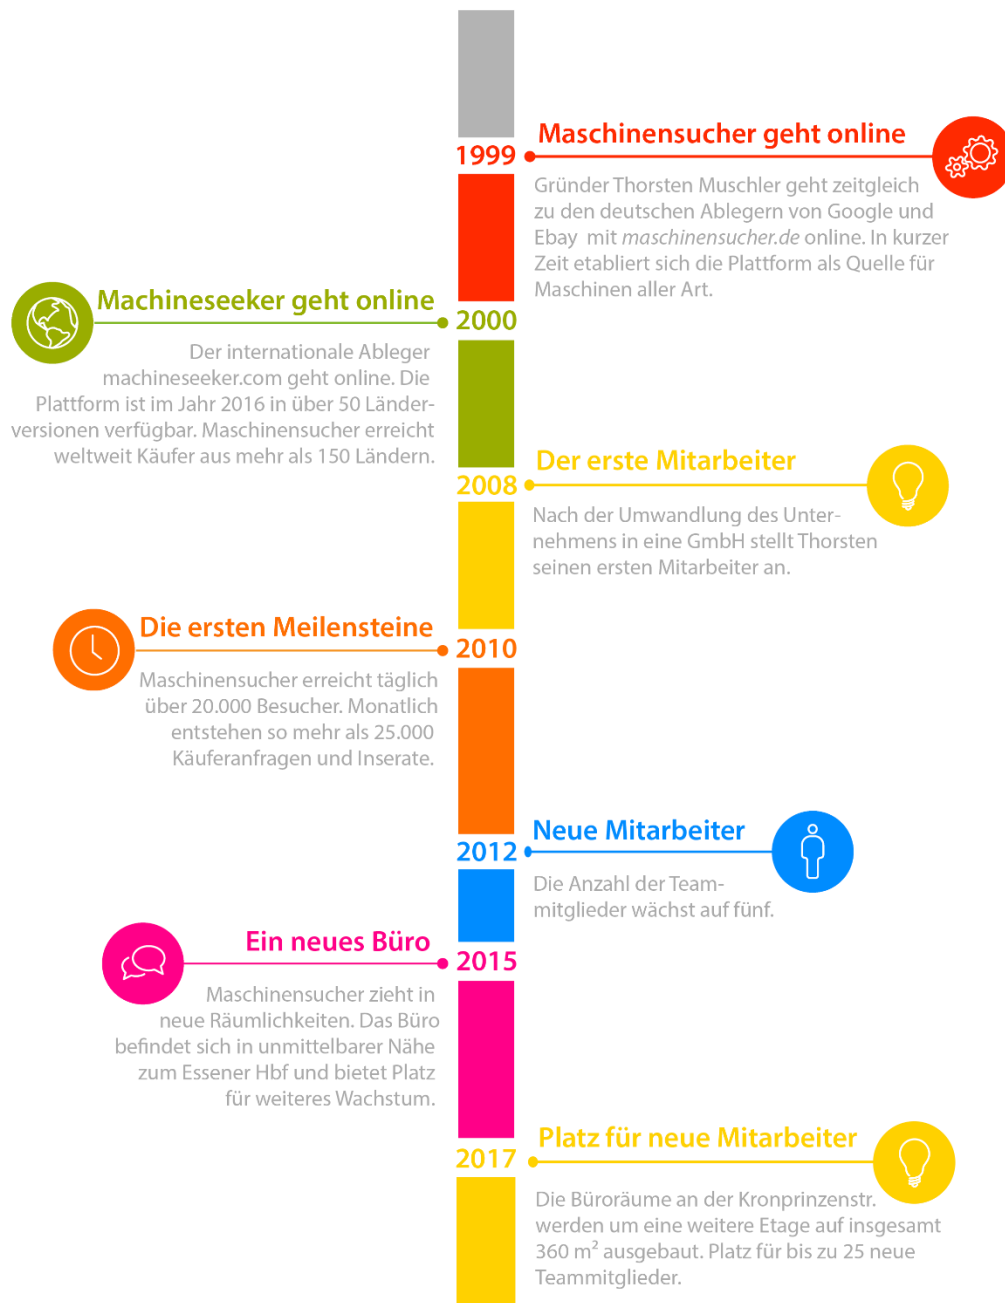 Maschinensucher geht online
1999
Gründer Thorsten Muschler geht zeitgleich
zu den deutschen Ablegern von Google und
Ebay mit maschinensucher.de online. In kurzer
Zeit etabliert sich die Plattform als Quelle für
Maschinen aller Art.
Machineseeker geht online
2000
Der internationale Ableger
machineseeker.com geht online. Die
Plattform ist im Jahr 2016 in über 50 Länder-
versionen verfügbar. Maschinensucher erreicht
weltweit Käufer aus mehr als 150 Ländern.
Der erste Mitarbeiter
2008
Nach der Umwandlung des Unter-
nehmens in eine GmbH stellt Thorsten
seinen ersten Mitarbeiter an.
Die ersten Meilensteine
2010
Maschinensucher erreicht täglich
über 20.000 Besucher. Monatlich
entstehen so mehr als 25.000
Käuferanfragen und Inserate.
Neue Mitarbeiter
2012
Die Anzahl der Team-
mitglieder wächst auf fünf.
Ein neues Büro
2015
Maschinensucher zieht in
neue Räumlichkeiten. Das Büro
befindet sich in unmittelbarer Nähe
zum Essener Hbf und bietet Platz
für weiteres Wachstum.
Platz für neue Mitarbeiter
2017
Die Büroräume an der Kronprinzenstr.
werden um eine weitere Etage auf insgesamt
360 m² ausgebaut. Platz für bis zu 25 neue
Teammitglieder.